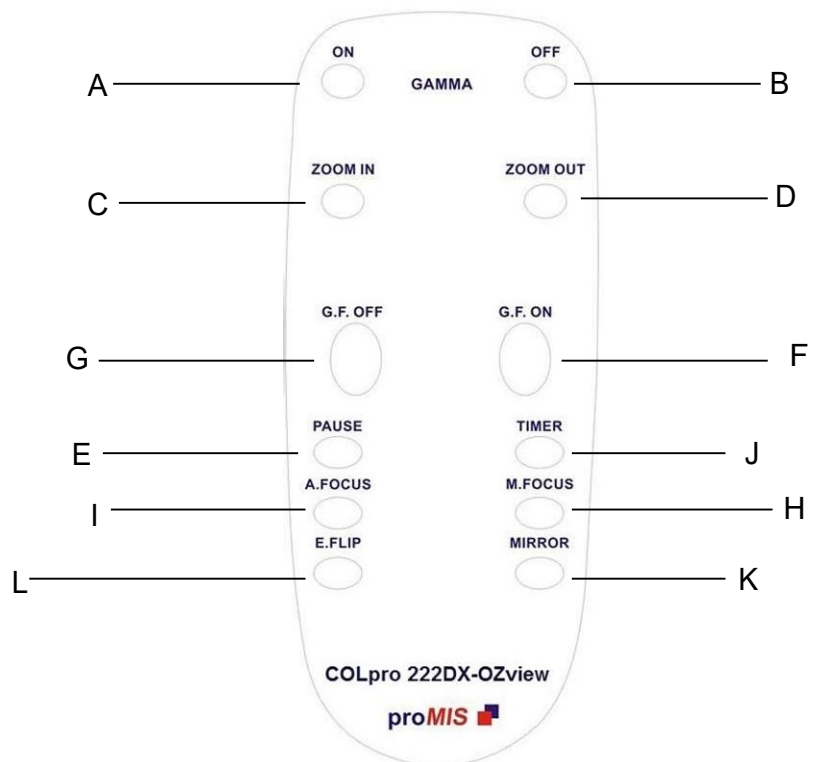 ON OFF
A GAMMA B
ZOOM IN ZOOM OUT
C D
G.F. OFF G.F. ON
G F
PAUSE TIMER
E J
A.FOCUS M.FOCUS
I H
E.FLIP MIRROR
L K
COLpro 222DX-OZview
proMIS